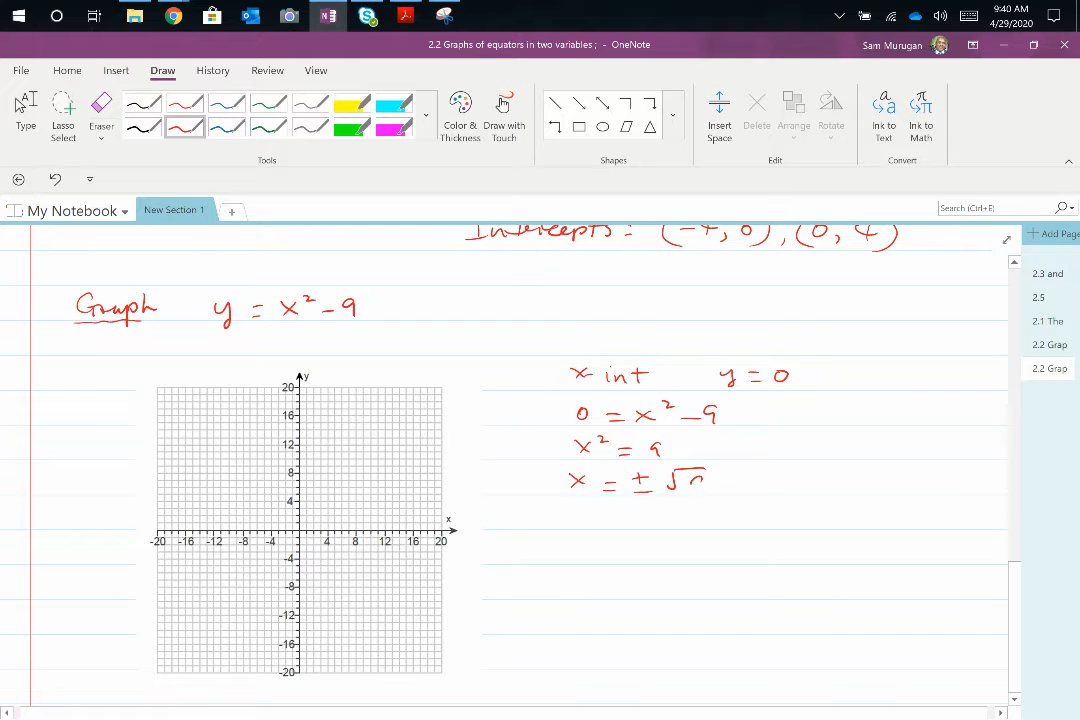 9:40 AM
4/29/2020
2.2 Graphs of equators in two variables ; - OneNote
Sam Murugan
File Home Insert Draw History Review View
Type Lasso Select Eraser
Color & Thickness Draw with Touch
Insert Space Delete Arrange Rotate
Ink to Text Ink to Math
Tools Shapes Edit Convert
My Notebook New Section 1 +
Search (Ctrl+E)
+ Add Page
2.3 and
2.5
2.1 The
2.2 Grap
2.2 Grap
Intercepts : (-4, 0), (0, 4)
Graph y = x² - 9
x int y = 0
0 = x² - 9
x² = 9
x = ± √
y
20
16
12
8
4
x
-20 -16 -12 -8 -4 4 8 12 16 20
-4
-8
-12
-16
-20